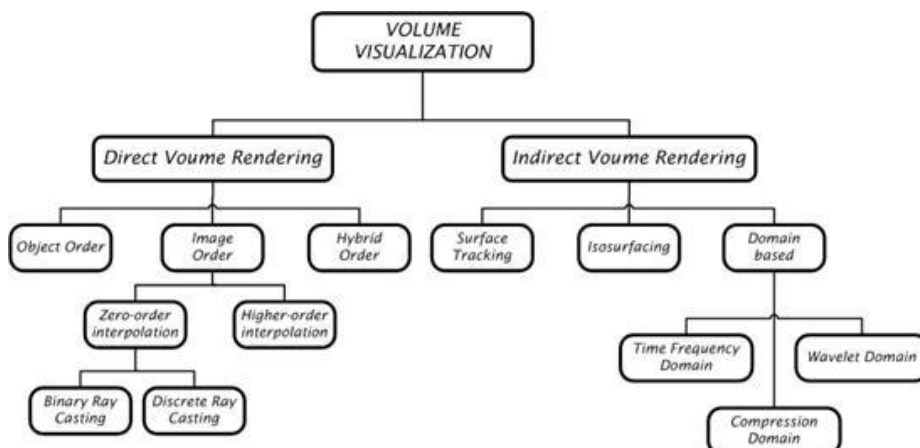 VOLUME
VISUALIZATION
Direct Voume Rendering
Indirect Voume Rendering
Object Order
Image
Order
Hybrid
Order
Surface
Tracking
Isosurfacing
Domain
based
Zero-order
interpolation
Higher-order
interpolation
Time Frequency
Domain
Wavelet Domain
Binary Ray
Casting
Discrete Ray
Casting
Compression
Domain